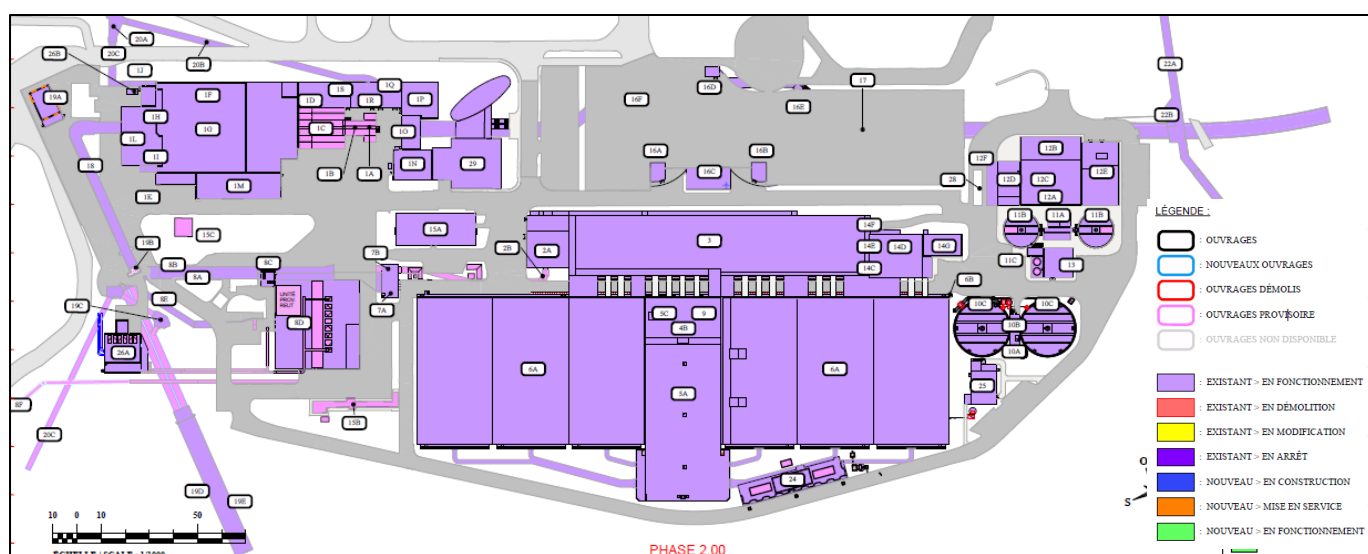 20A
20C
26B
20B
1J
1F
1D
1S
1Q
1R
1P
19A
1H
1G
1L
1I
1C
1O
1N
1B
1A
29
18
1M
1K
16D
16F
16E
17
16A
16B
16C
28
12F
12B
12D
12C
12E
12A
22A
22B
11B
11A
11B
11C
13
15A
15C
19B
8B
8A
8C
7B
7A
2B
2A
3
14F
14E
14D
14G
14C
6B
19C
8E
UNITÉ
PROV.
BRUT
8D
26A
5C
9
4B
6A
5A
6A
10C
10C
10B
10A
25
8F
20C
15B
19D
19E
24
LÉGENDE :
: OUVRAGES
: NOUVEAUX OUVRAGES
: OUVRAGES DÉMOLIS
: OUVRAGES PROVISOIRE
: OUVRAGES NON DISPONIBLE
: EXISTANT > EN FONCTIONNEMENT
: EXISTANT > EN DÉMOLITION
: EXISTANT > EN MODIFICATION
: EXISTANT > EN ARRÊT
: NOUVEAU > EN CONSTRUCTION
: NOUVEAU > MISE EN SERVICE
: NOUVEAU > EN FONCTIONNEMENT
O
S
10 0 10 50
ÉCHELLE / SCALE : 1/2000
PHASE 2.00